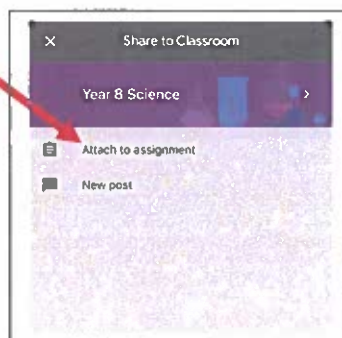 Share to Classroom
Year 8 Science
Attach to assignment
New post